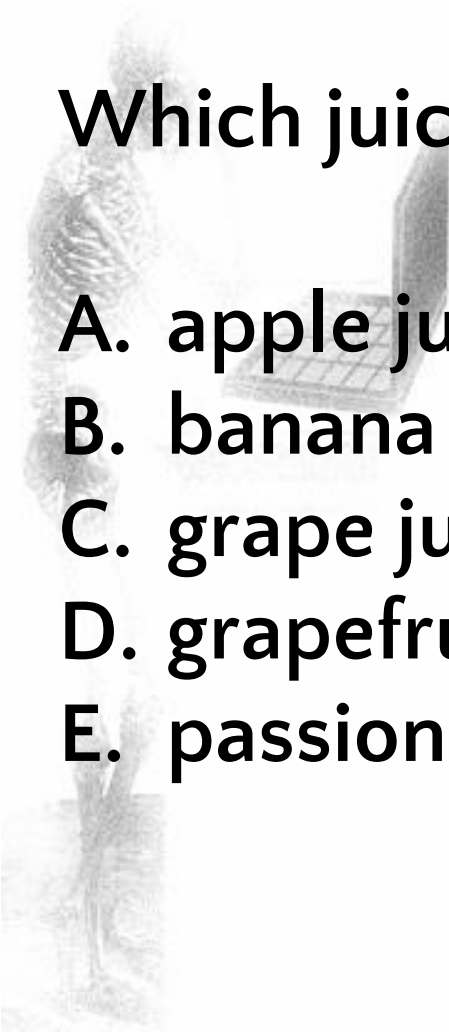 Which juic
A. apple ju
B. banana
C. grape ju
D. grapefru
E. passion